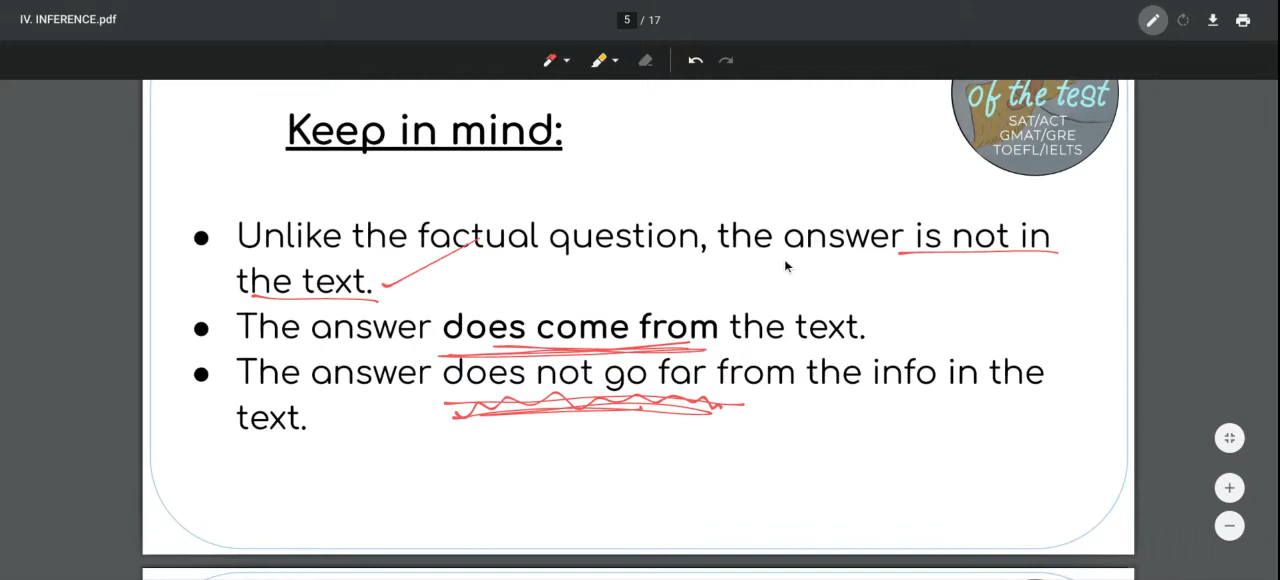 IV. INFERENCE.pdf
5 / 17
of the test
SAT/ACT
GMAT/GRE
TOEFL/IELTS
Keep in mind:
● Unlike the factual question, the answer is not in
the text.
● The answer does come from the text.
● The answer does not go far from the info in the
text.